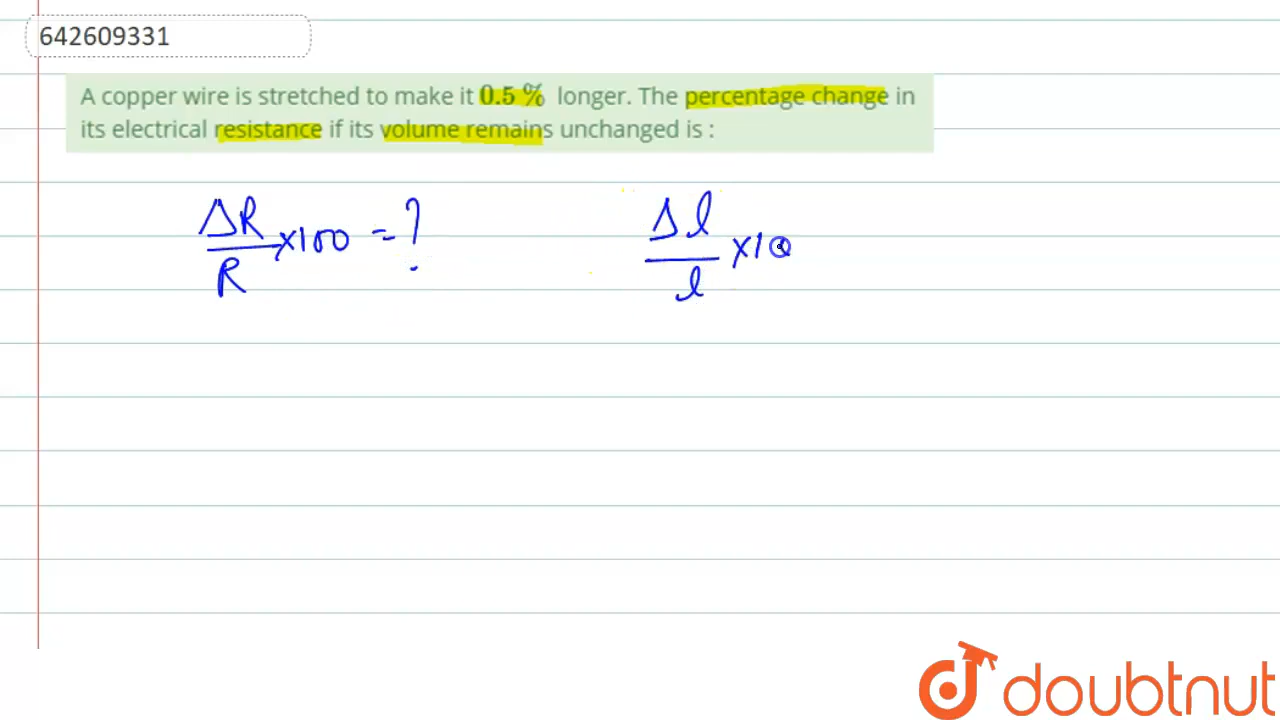 642609331
A copper wire is stretched to make it 0.5 % longer. The percentage change in
its electrical resistance if its volume remains unchanged is :
ΔR/R ×100 = ?
Δl/l ×10
doubtnut